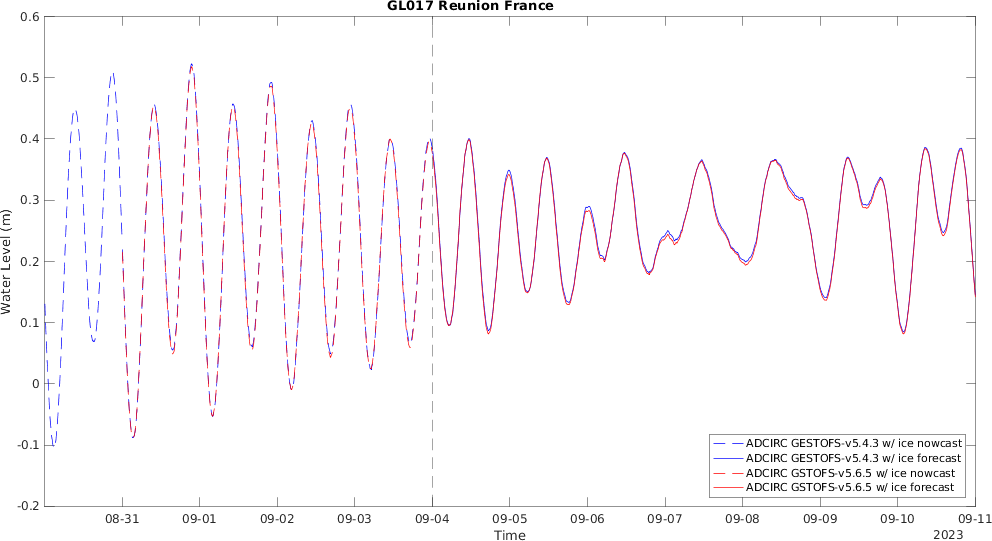 GL017 Reunion France
0.6
0.5
0.4
0.3
0.2
0.1
0
-0.1
-0.2
Water Level (m)
ADCIRC GESTOFS-v5.4.3 w/ ice nowcast
ADCIRC GESTOFS-v5.4.3 w/ ice forecast
ADCIRC GSTOFS-v5.6.5 w/ ice nowcast
ADCIRC GSTOFS-v5.6.5 w/ ice forecast
08-31 09-01 09-02 09-03 09-04 09-05 09-06 09-07 09-08 09-09 09-10 09-11
Time
2023